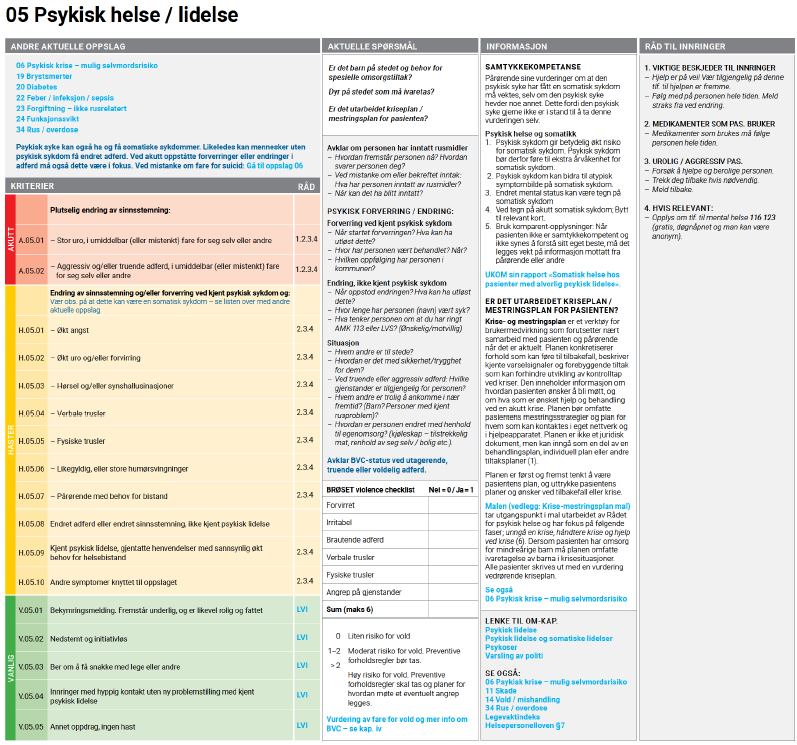 05 Psykisk helse / lidelse
ANDRE AKTUELLE OPPSLAG
06 Psykisk krise – mulig selvmordsrisiko
19 Brystsmerter
20 Diabetes
22 Feber / infeksjon / sepsis
23 Forgiftning – ikke rusrelatert
24 Funksjonsvikt
34 Rus / overdose
Psykisk syke kan også ha og få somatiske sykdommer. Likeledes kan mennesker uten
psykisk sykdom få endret adferd. Ved akutt oppståtte forverringer eller endringer i
adferd må også dette være i fokus. Ved mistanke om fare for suicid: Gå til oppslag 06
KRITERIER
RÅD
AKUTT
Plutselig endring av sinnsstemning:
A.05.01 – Stor uro, i umiddelbar (eller mistenkt) fare for seg selv eller andre 1.2.3.4
A.05.02 – Aggressiv og/eller truende adferd, i umiddelbar (eller mistenkt) fare
for seg selv og andre 1.2.3.4
HASTER
Endring av sinnsstemning og/eller forverring ved kjent psykisk sykdom og:
Vær obs. på at dette kan være en somatisk sykdom – se listen over med andre
aktuelle oppslag
H.05.01 – Økt angst 2.3.4
H.05.02 – Økt uro og/eller forvirring 2.3.4
H.05.03 – Hørsel og/eller synshallusinasjoner 2.3.4
H.05.04 – Verbale trusler 2.3.4
H.05.05 – Fysiske trusler 2.3.4
H.05.06 – Likegyldig, eller store humørsvingninger 2.3.4
H.05.07 – Pårørende med behov for bistand 2.3.4
H.05.08 Endret adferd eller endret sinnsstemning, ikke kjent psykisk lidelse
H.05.09 Kjent psykisk lidelse, gjentatte henvendelser med sannsynlig økt
behov for helsebistand 2.3.4
H.05.10 Andre symptomer knyttet til oppslaget 2.3.4
VANLIG
V.05.01 Bekymringsmelding. Fremstår underlig, og er likevel rolig og fattet LVI
V.05.02 Nedstemt og initiativløs LVI
V.05.03 Ber om å få snakke med lege eller andre LVI
V.05.04 Innringer med hyppig kontakt uten ny problemstilling med kjent
psykisk lidelse LVI
V.05.05 Annet oppdrag, ingen hast LVI
AKTUELLE SPØRSMÅL
Er det barn på stedet og behov for
spesielle omsorgstiltak?
Dyr på stedet som må ivaretas?
Er det utarbeidet kriseplan /
mestringsplan for pasienten?
Avklar om personen har inntatt rusmidler
– Hvordan fremstår personen nå? Hvordan
svarer personen deg?
– Ved mistanke om eller bekreftet inntak:
Hva har personen inntatt av rusmidler?
– Når kan det ha blitt inntatt?
PSYKISK FORVERRING / ENDRING:
Forverring ved kjent psykisk sykdom
– Når startet forverringen? Hva kan ha
utløst dette?
– Hvor har personen vært behandlet? Når?
– Hvilken oppfølging har personen i
kommunen?
Endring, ikke kjent psykisk sykdom
– Når oppstod endringen? Hva kan ha utløst
dette?
– Hvor lenge har personen (navn) vært syk?
– Hva tenker personen om at du har ringt
AMK 113 eller LVS? (Ønskelig/motvillig)
Situasjon
– Hvem andre er til stede?
– Hvordan er det med sikkerhet/trygghet
for dem?
– Ved truende eller aggressiv adferd: Hvilke
gjenstander er tilgjengelig for personen?
– Hvem andre er trolig å ankomme i nær
fremtid? (Barn? Personer med kjent
rusproblem?)
– Hvordan er personen endret med henhold
til egenomsorg? (kjøleskap – tilstrekkelig
mat, renhold av seg selv / bolig etc.).
Avklar BVC-status ved utagerende,
truende eller voldelig adferd.
BRØSET violence checklist Nei = 0 / Ja = 1
Forvirret
Irritabel
Brautende adferd
Verbale trusler
Fysiske trusler
Angrep på gjenstander
Sum (maks 6)
0 Liten risiko for vold
1–2 Moderat risiko for vold. Preventive
forholdsregler bør tas.
> 2
Høy risiko for vold. Preventive
forholdsregler skal tas og planer for
hvordan møte et eventuelt angrep
legges.
Vurdering av fare for vold og mer info om
BVC – se kap. iv
INFORMASJON
SAMTYKKEKOMPETANSE
Pårørende sine vurderinger om at den
psykisk syke har fått en somatisk sykdom
må vektes, selv om den psykisk syke
hevder noe annet. Dette fordi den psykisk
syke gjerne ikke er i stand til å ta denne
vurderingen selv.
Psykisk helse og somatikk
1. Psykisk sykdom gir betydelig økt risiko
for somatisk sykdom. Psykisk sykdom
bør derfor føre til ekstra årvåkenhet for
somatisk sykdom.
2. Psykisk sykdom kan bidra til atypisk
symptombilde på somatisk sykdom.
3. Endret mental status kan være tegn på
somatisk sykdom
4. Ved tegn på akutt somatisk sykdom; Bytt
til relevant kort.
5. Bruk komparent-opplysninger: Når
pasienten ikke er samtykkekompetent og
ikke synes å forstå sitt eget beste, må det
legges vekt på informasjon mottatt fra
pårørende eller andre
UKOM sin rapport «Somatisk helse hos
pasienter med alvorlig psykisk lidelse».
ER DET UTARBEIDET KRISEPLAN /
MESTRINGSPLAN FOR PASIENTEN?
Krise- og mestringsplan er et verktøy for
brukermedvirkning som forutsetter nært
samarbeid med pasienten og pårørende
når det er aktuelt. Planen konkretiserer
forhold som kan føre til tilbakefall, beskriver
kjente varselsignaler og forebyggende tiltak
som kan forhindre utvikling av kontrolltap
ved kriser. Den inneholder informasjon om
hvordan pasienten ønsker å bli møtt, og
om hva som er ønsket hjelp og behandling
ved en akutt krise. Planen bør omfatte
pasientens mestringsstrategier og plan for
hvem som kan kontaktes i eget nettverk og
i hjelpeapparatet. Planen er ikke et juridisk
dokument, men kan inngå som en del av en
behandlingsplan, individuell plan eller andre
tiltaksplaner (1).
Planen er først og fremst tenkt å være
pasientens plan, og uttrykke pasientens
planer og ønsker ved tilbakefall eller krise.
Malen (vedlegg: Krise-mestringsplan mal)
tar utgangspunkt i mal utarbeidet av Rådet
for psykisk helse og har fokus på følgende
faser; unngå en krise, håndtere krise og hjelp
ved krise (6). Dersom pasienten har omsorg
for mindreårige barn må planen omfatte
ivaretakelse av barna i krisesituasjoner.
Alle pasienter skrives ut med en vurdering
vedrørende kriseplan.
Se også
06 Psykisk krise – mulig selvmordsrisiko
LENKE TIL OM-KAP.
Psykisk lidelse
Psykisk lidelse og somatiske lidelser
Psykoser
Varsling av politi
SE OGSÅ:
06 Psykisk krise – mulig selvmordsrisiko
11 Skade
14 Vold / mishandling
34 Rus / overdose
Legevaktindeks
Helsepersonelloven §7
RÅD TIL INNRINGER
1. VIKTIGE BESKJEDER TIL INNRINGER
– Hjelp er på vei! Vær tilgjengelig på denne
tlf. til hjelpen er fremme.
– Følg med på personen hele tiden. Meld
straks fra ved endring.
2. MEDIKAMENTER SOM PAS. BRUKER
– Medikamenter som brukes må følge
personen hele tiden.
3. UROLIG / AGGRESSIV PAS.
– Forsøk å hjelpe og berolige personen.
– Trekk deg tilbake hvis nødvendig.
– Meld tilbake.
4. HVIS RELEVANT:
– Opplys om tlf. til mental helse 116 123
(gratis, døgnåpent og man kan være
anonym).